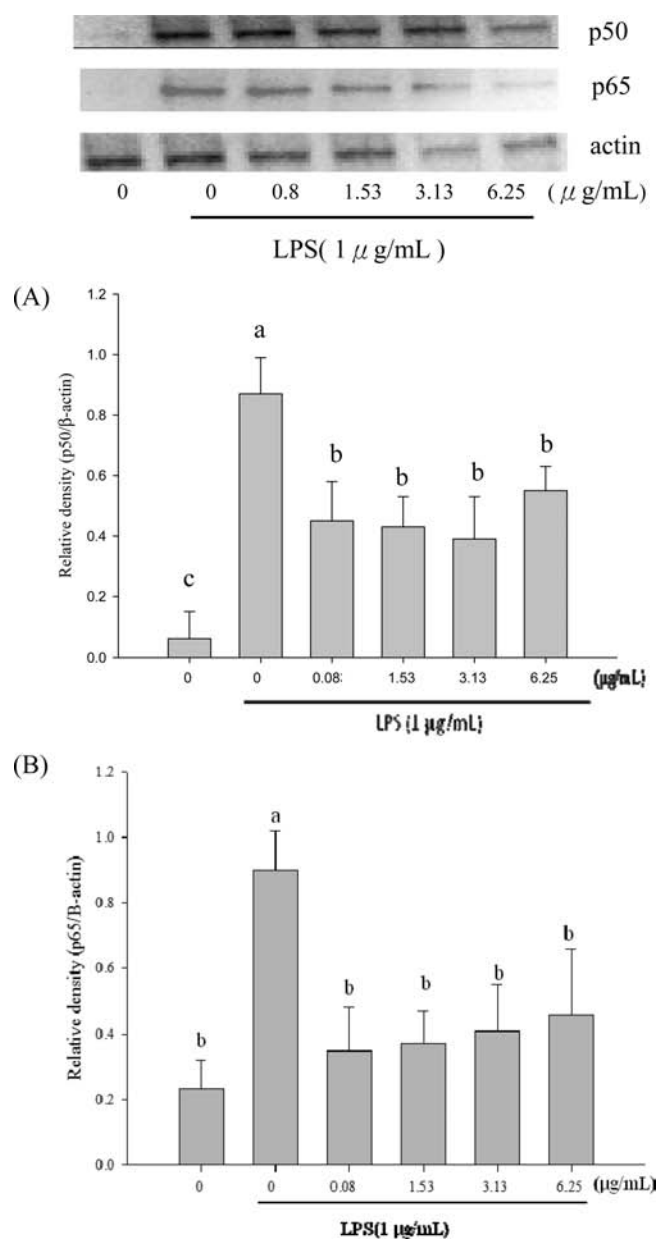 p50
p65
actin
0 0 0.8 1.53 3.13 6.25 ( μ g/mL)
LPS( 1 μ g/mL )
(A)
Relative density (p50/β-actin)
1.2
1.0
0.8
0.6
0.4
0.2
0.0
c a b b b b
0 0 0.08: 1.53 3.13 6.25 (μg/mL)
LPS (1 μg/mL)
(B)
Relative density (p65/B-actin)
1.2
1.0
0.8
0.6
0.4
0.2
0.0
b a b b b b
0 0 0.08 1.53 3.13 6.25 (μg/mL)
LPS(1 μg/mL)